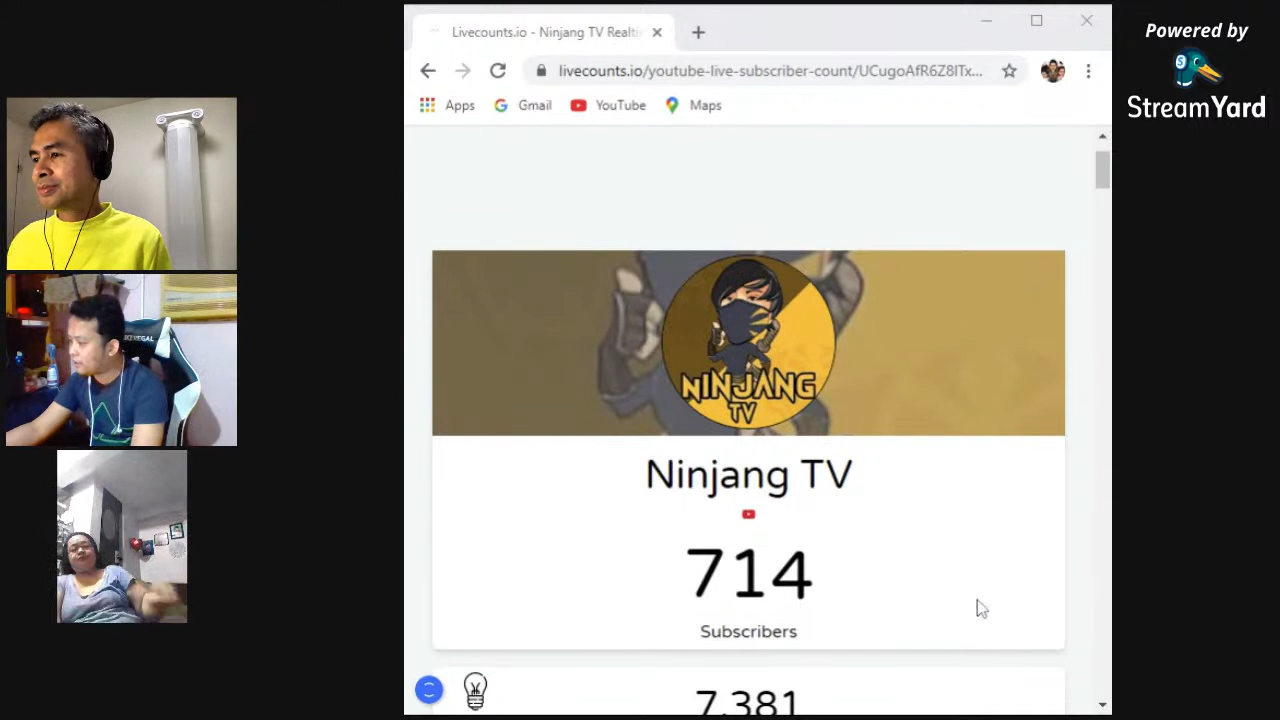 Powered by
StreamYard
Livecounts.io - Ninjang TV Realti
livecounts.io/youtube-live-subscriber-count/UCugoAfR6Z8ITx...
Apps
Gmail
YouTube
Maps
NINJANG
TV
Ninjang TV
714
Subscribers
7,381